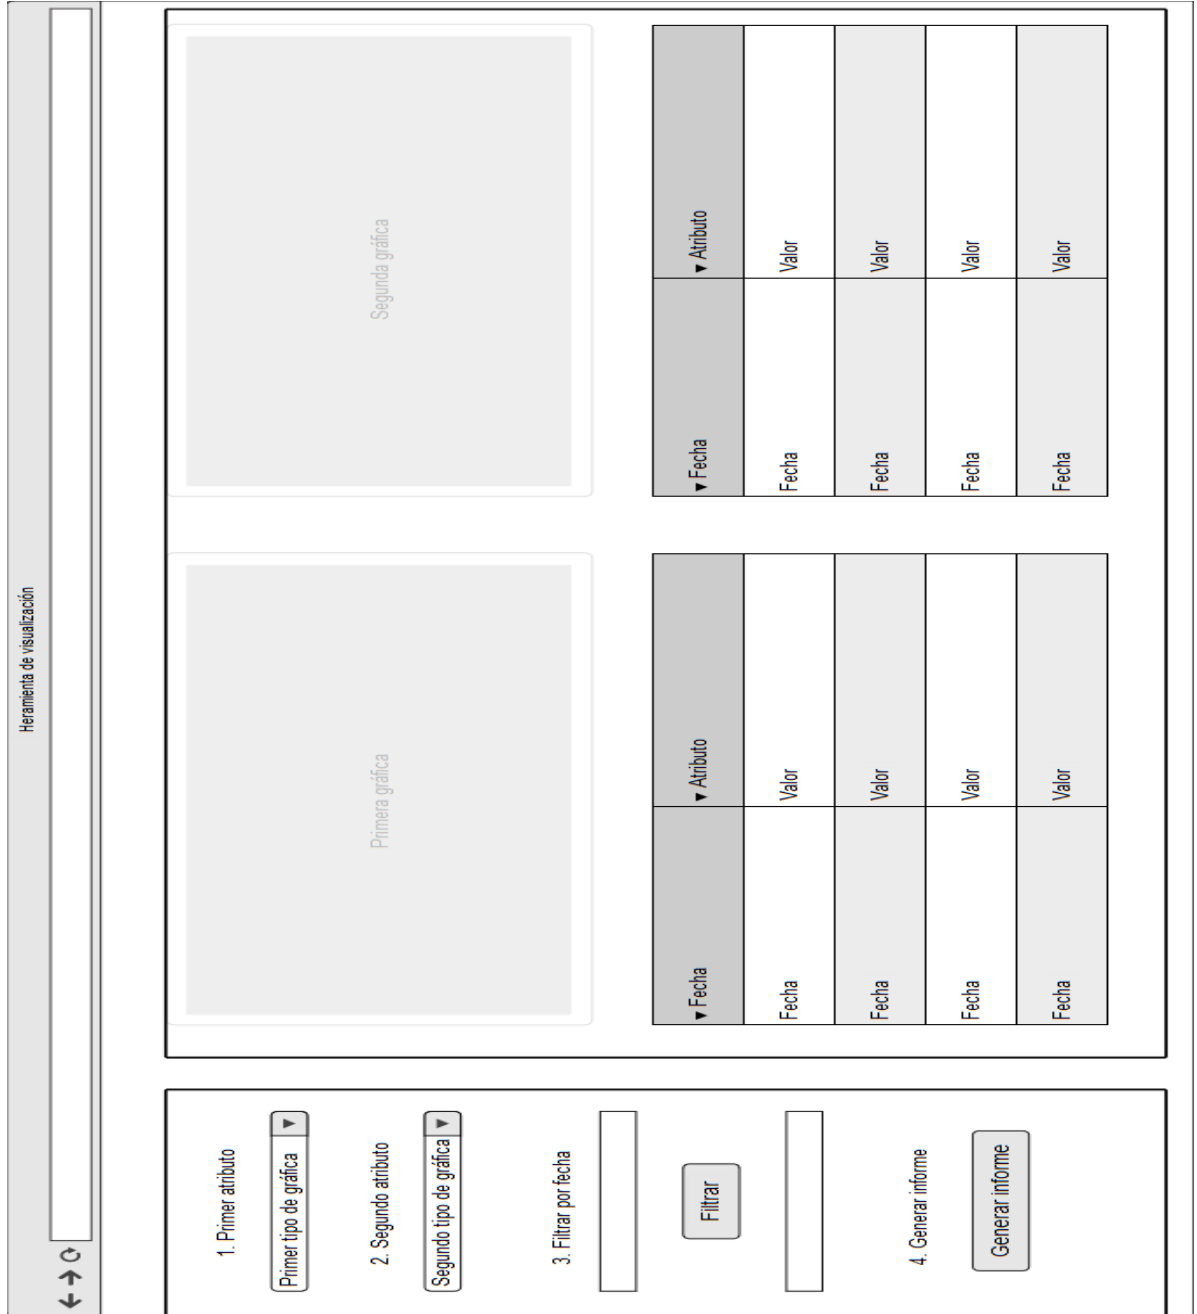 Heramienta de visualización
1. Primer atributo
Primer tipo de gráfica
2. Segundo atributo
Segundo tipo de gráfica
3. Filtrar por fecha
Filtrar
4. Generar informe
Generar informe
Primera gráfica
Segunda gráfica
Fecha Atributo
Fecha Valor
Fecha Valor
Fecha Valor
Fecha Valor
Fecha Atributo
Fecha Valor
Fecha Valor
Fecha Valor
Fecha Valor